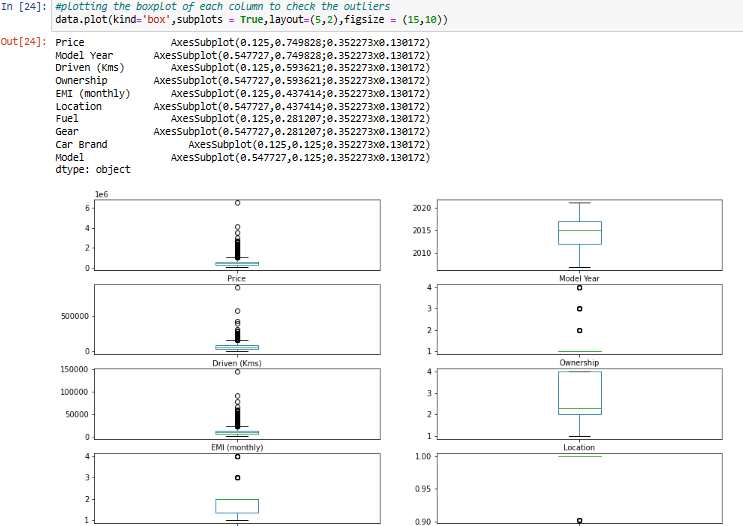 In [24]: #plotting the boxplot of each column to check the outliers
data.plot(kind='box',subplots = True,layout=(5,2),figsize = (15,10))
Out[24]: Price AxesSubplot(0.125,0.749828;0.352273x0.130172)
Model Year AxesSubplot(0.547727,0.749828;0.352273x0.130172)
Driven (Kms) AxesSubplot(0.125,0.593621;0.352273x0.130172)
Ownership AxesSubplot(0.547727,0.593621;0.352273x0.130172)
EMI (monthly) AxesSubplot(0.125,0.437414;0.352273x0.130172)
Location AxesSubplot(0.547727,0.437414;0.352273x0.130172)
Fuel AxesSubplot(0.125,0.281207;0.352273x0.130172)
Gear AxesSubplot(0.547727,0.281207;0.352273x0.130172)
Car Brand AxesSubplot(0.125,0.125;0.352273x0.130172)
Model AxesSubplot(0.547727,0.125;0.352273x0.130172)
dtype: object
1e6
6
4
2
0
Price
2020
2015
2010
Model Year
500000
0
Driven (Kms)
4
3
2
1
Ownership
150000
100000
50000
0
EMI (monthly)
4
3
2
1
Location
4
3
2
1
1.00
0.95
0.90